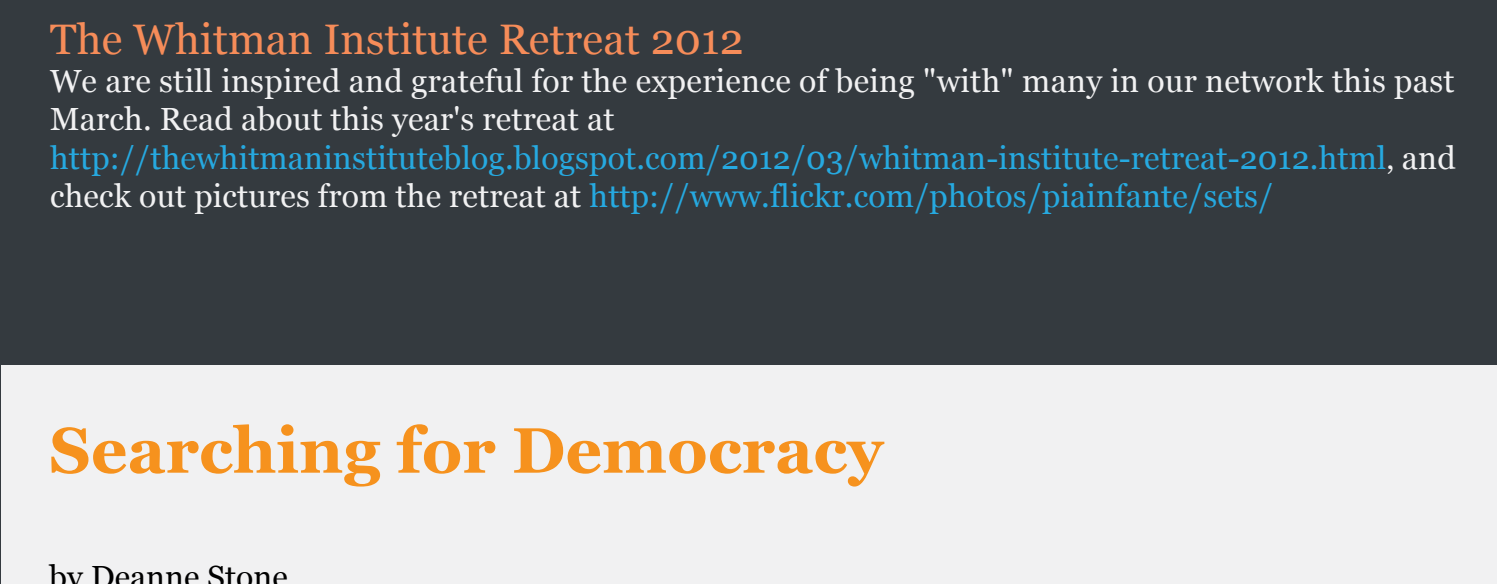 The Whitman Institute Retreat 2012
We are still inspired and grateful for the experience of being "with" many in our network this past
March. Read about this year's retreat at
http://thewhitmaninstituteblog.blogspot.com/2012/03/whitman-institute-retreat-2012.html, and
check out pictures from the retreat at http://www.flickr.com/photos/piainfante/sets/
Searching for Democracy
by Deanne Stone